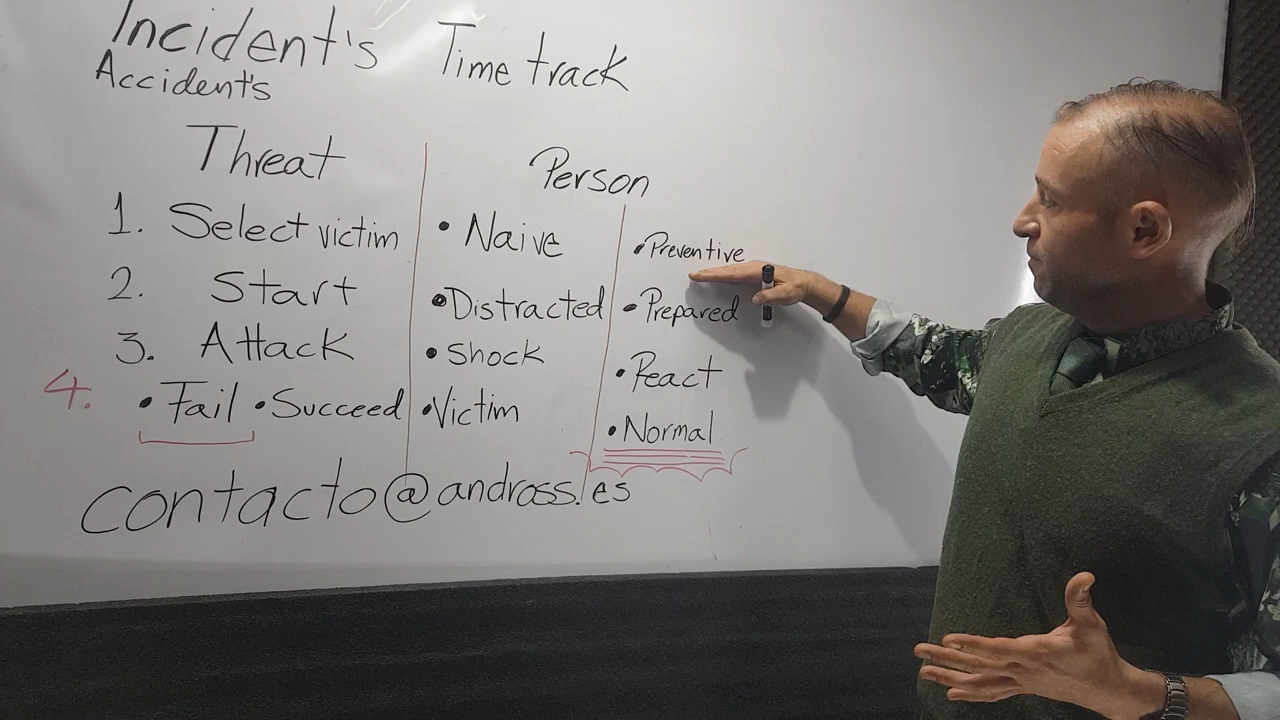 Incident's Time track
Accident's
Threat Person
1. Select victim • Naive • Preventive
2. Start • Distracted • Prepared
3. Attack • Shock • React
4. • Fail • Succeed • Victim • Normal
contacto@andross.es